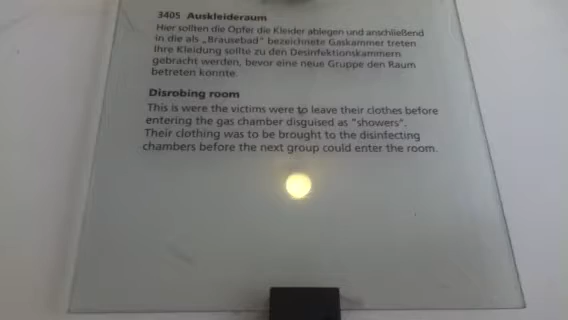 3405 Auskleideraum
Hier sollten die Opfer die Kleider ablegen und anschließend
in die als „Brausebad" bezeichnete Gaskammer treten
Ihre Kleidung sollte zu den Desinfektionskammern
gebracht werden, bevor eine neue Gruppe den Raum
betreten konnte.
Disrobing room
This is were the victims were to leave their clothes before
entering the gas chamber disguised as "showers".
Their clothing was to be brought to the disinfecting
chambers before the next group could enter the room.